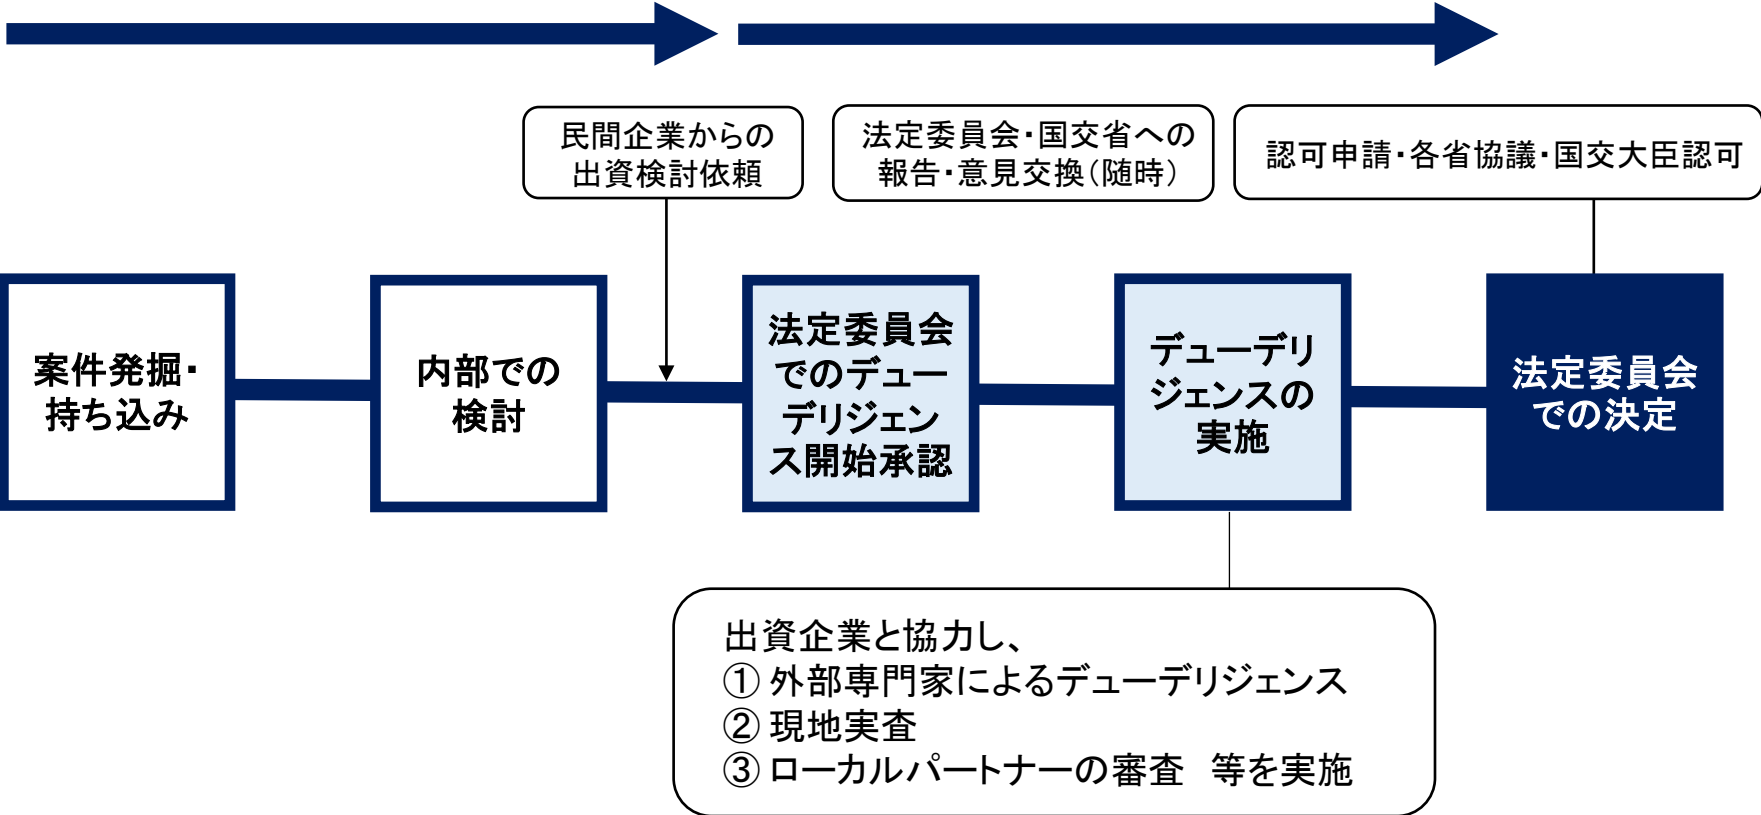 民間企業からの
出資検討依頼
法定委員会・国交省への
報告・意見交換(随時)
認可申請・各省協議・国交大臣認可
案件発掘・
持ち込み
内部での
検討
法定委員会
でのデュー
デリジェン
ス開始承認
デューデリ
ジェンスの
実施
法定委員会
での決定
出資企業と協力し、
① 外部専門家によるデューデリジェンス
② 現地実査
③ ローカルパートナーの審査　等を実施